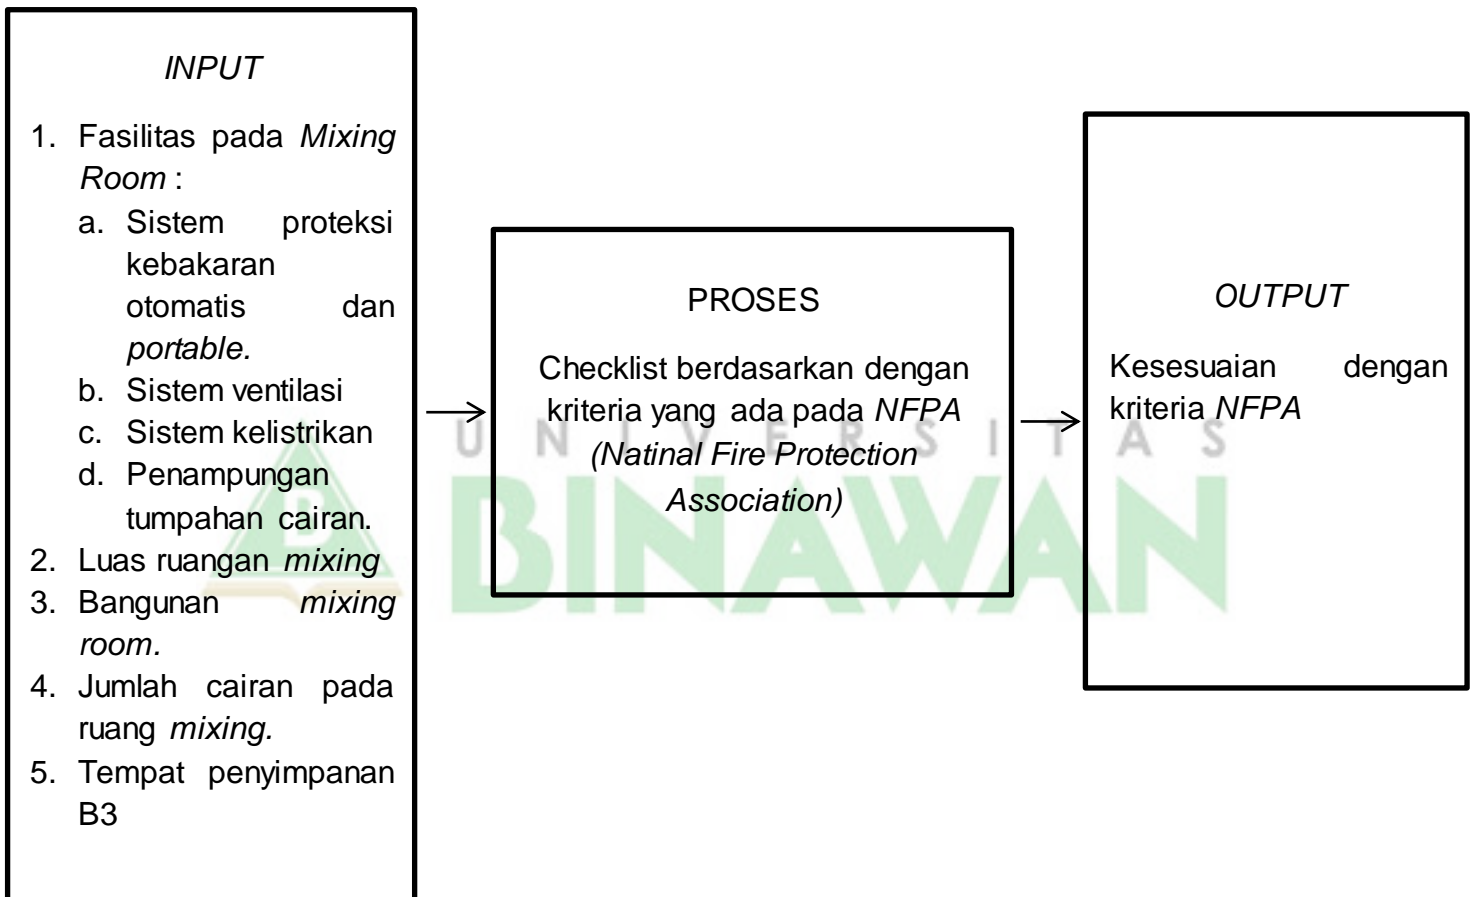 INPUT
1. Fasilitas pada Mixing
Room :
a. Sistem proteksi
kebakaran
otomatis dan
portable.
b. Sistem ventilasi
c. Sistem kelistrikan
d. Penampungan
tumpahan cairan.
2. Luas ruangan mixing
3. Bangunan mixing
room.
4. Jumlah cairan pada
ruang mixing.
5. Tempat penyimpanan
B3
PROSES
Checklist berdasarkan dengan
kriteria yang ada pada NFPA
(Natinal Fire Protection
Association)
OUTPUT
Kesesuaian dengan
kriteria NFPA
B
UNIVERSITAS
BINAWAN